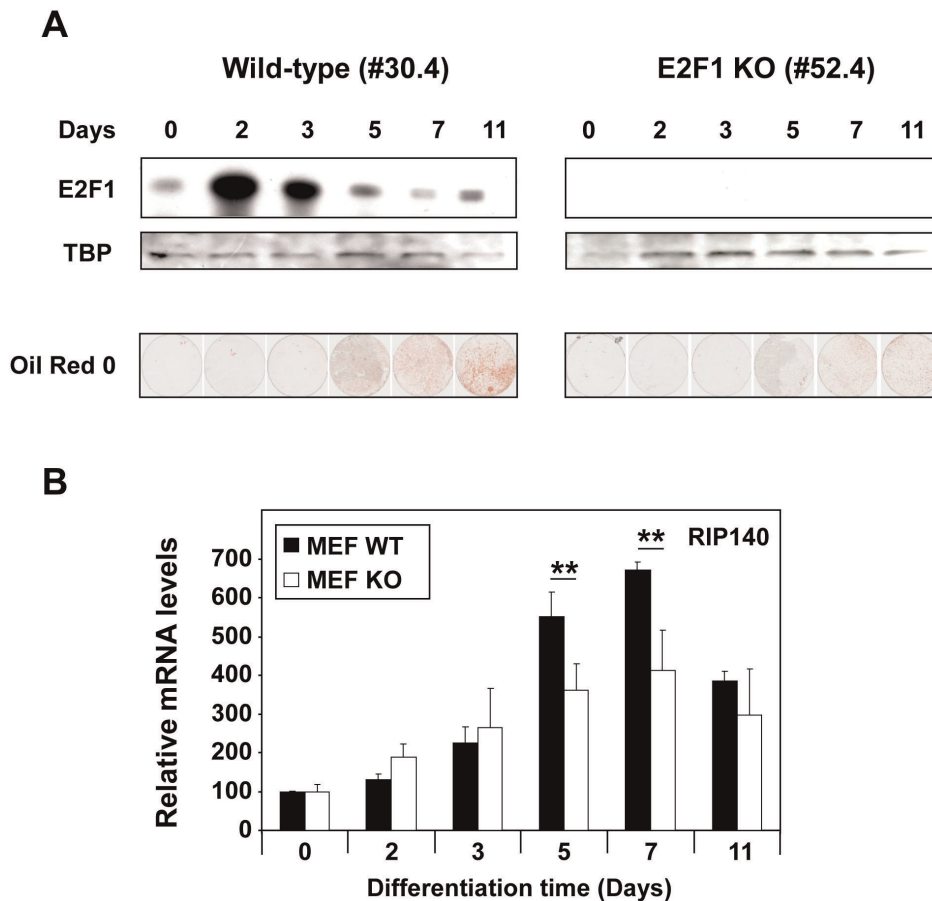 A
Wild-type (#30.4) E2F1 KO (#52.4)
Days 0 2 3 5 7 11 0 2 3 5 7 11
E2F1
TBP
Oil Red 0
B
MEF WT
MEF KO
RIP140
** **
Relative mRNA levels
700
600
500
400
300
200
100
0
0 2 3 5 7 11
Differentiation time (Days)